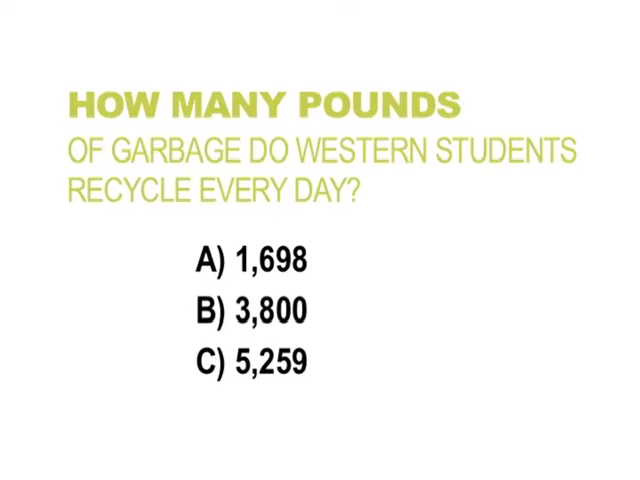 HOW MANY POUNDS
OF GARBAGE DO WESTERN STUDENTS
RECYCLE EVERY DAY?
A) 1,698
B) 3,800
C) 5,259